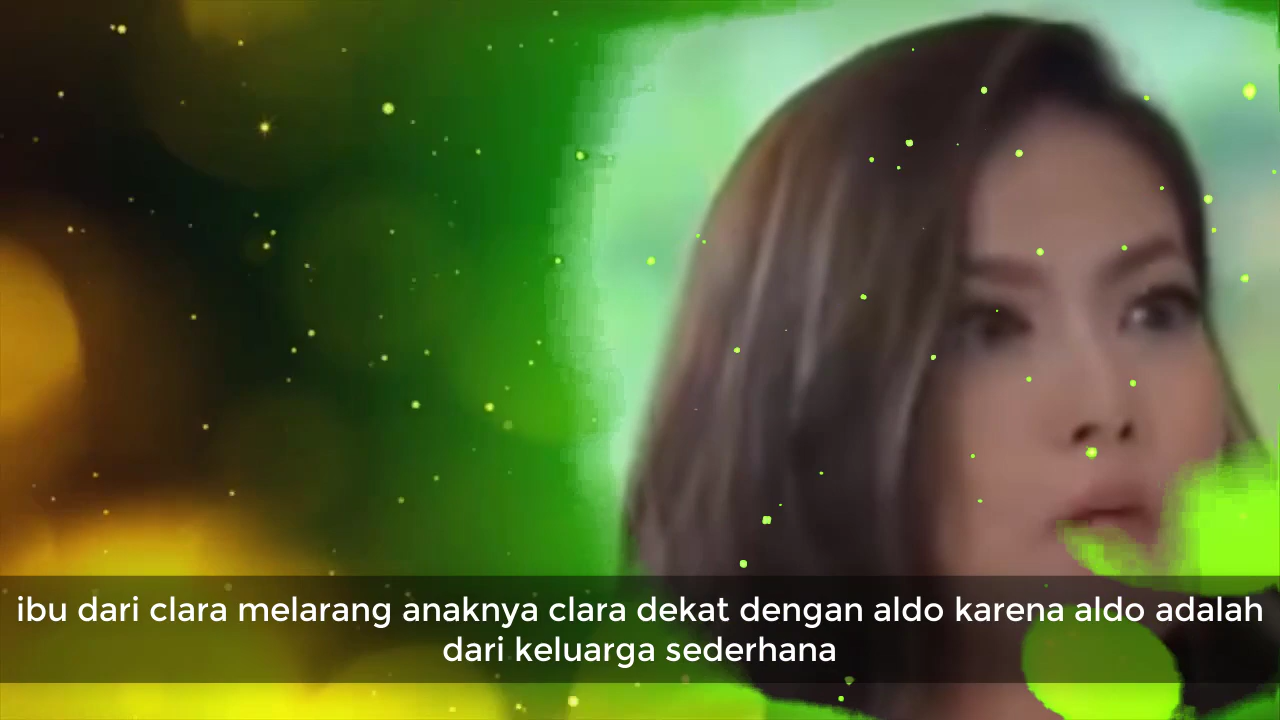 ibu dari clara melarang anaknya clara dekat dengan aldo karena aldo adalah
dari keluarga sederhana